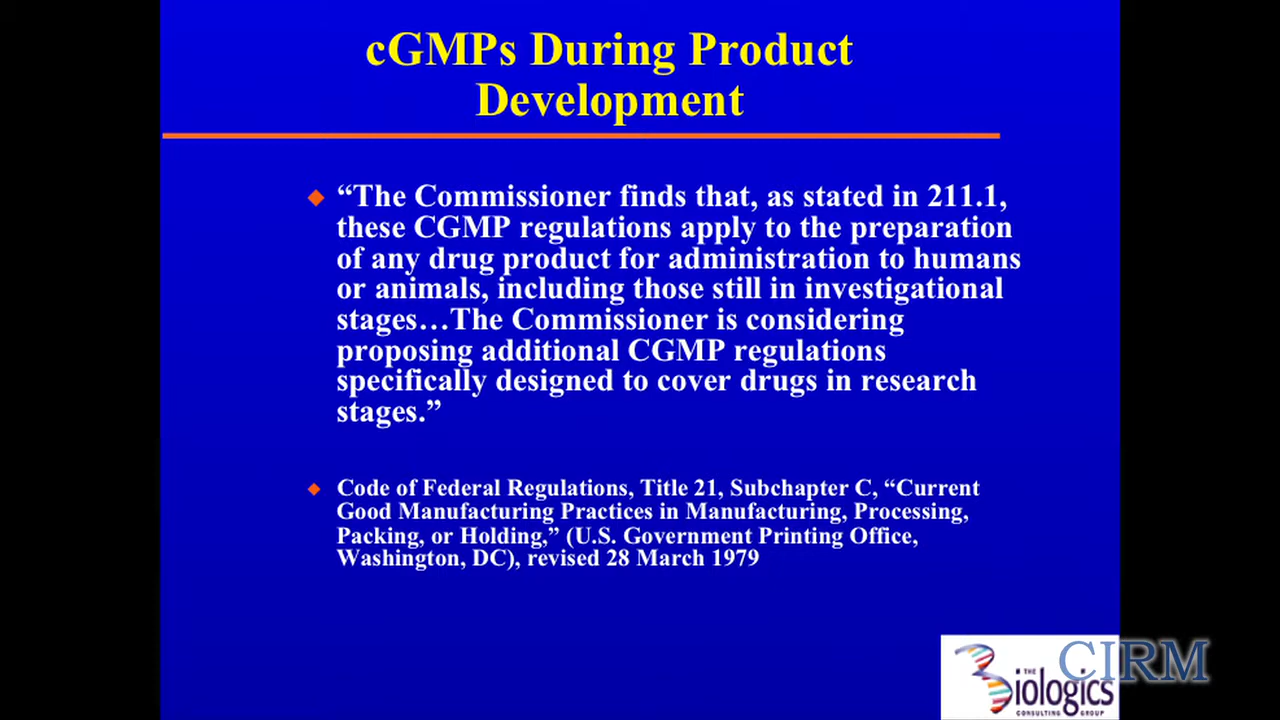 cGMPs During Product
Development
“The Commissioner finds that, as stated in 211.1,
these CGMP regulations apply to the preparation
of any drug product for administration to humans
or animals, including those still in investigational
stages…The Commissioner is considering
proposing additional CGMP regulations
specifically designed to cover drugs in research
stages.”
Code of Federal Regulations, Title 21, Subchapter C, “Current
Good Manufacturing Practices in Manufacturing, Processing,
Packing, or Holding,” (U.S. Government Printing Office,
Washington, DC), revised 28 March 1979
THE
Biologics
CONSULTING GROUP
CIRM